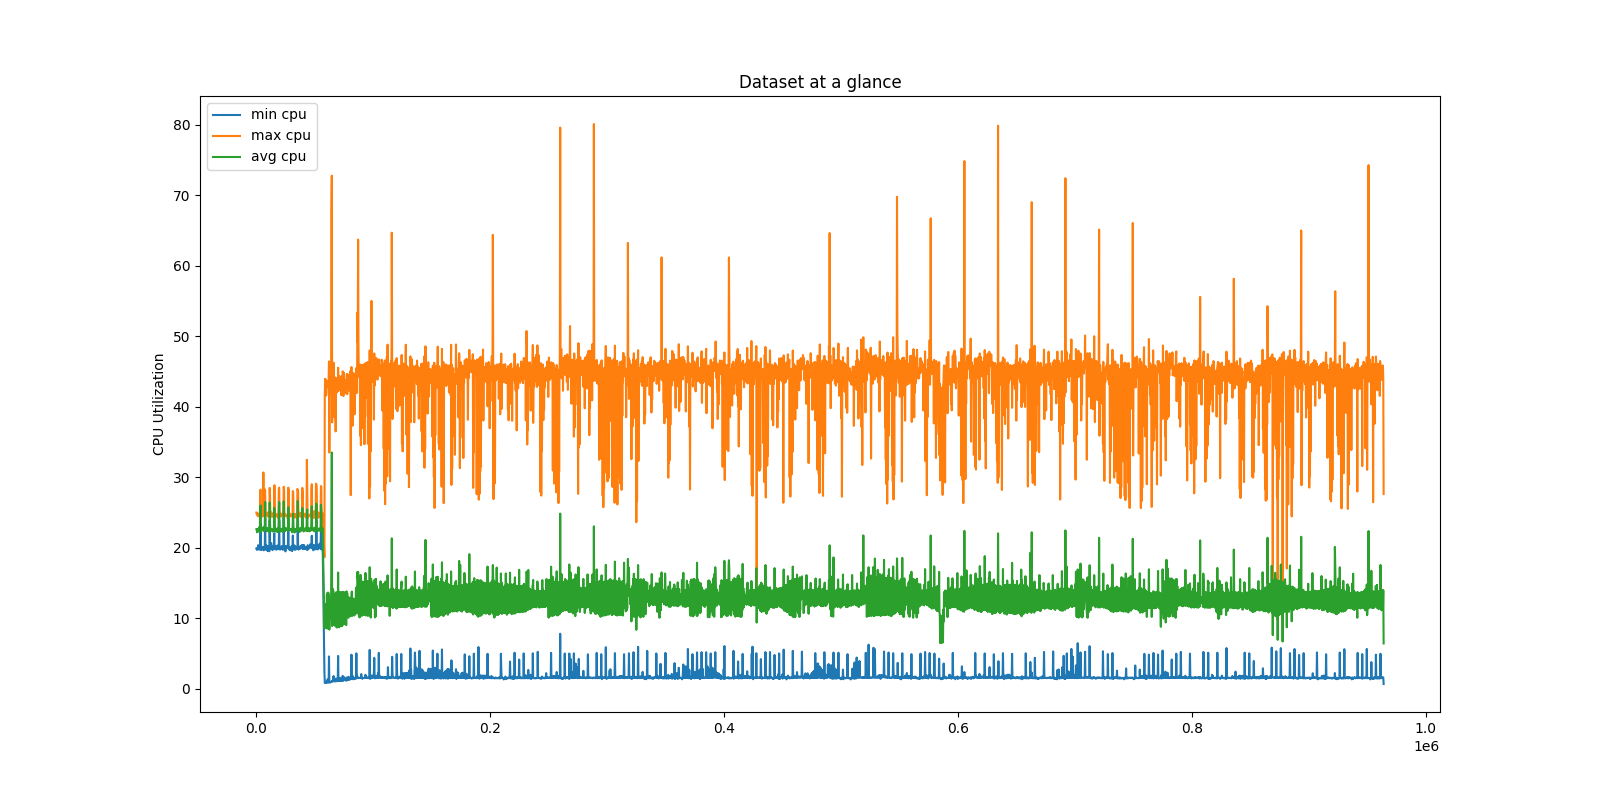 Dataset at a glance
min cpu
max cpu
avg cpu
CPU Utilization
80
70
60
50
40
30
20
10
0
0.0 0.2 0.4 0.6 0.8 1.0
1e6